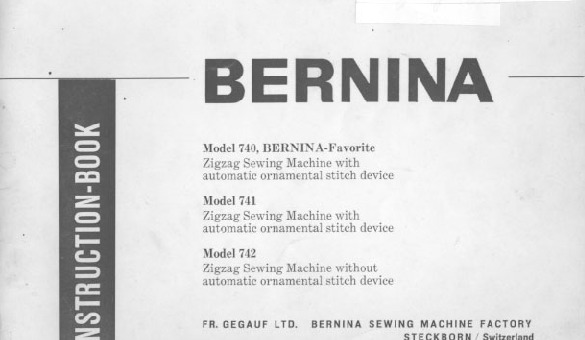 BERNINA
Model 740, BERNINA-Favorite
Zigzag Sewing Machine with
automatic ornamental stitch device
Model 741
Zigzag Sewing Machine with
automatic ornamental stitch device
Model 742
Zigzag Sewing Machine without
automatic ornamental stitch device
FR. GEGAUF LTD. BERNINA SEWING MACHINE FACTORY
STECKBORN / Switzerland
NSTRUCTION-BOOK